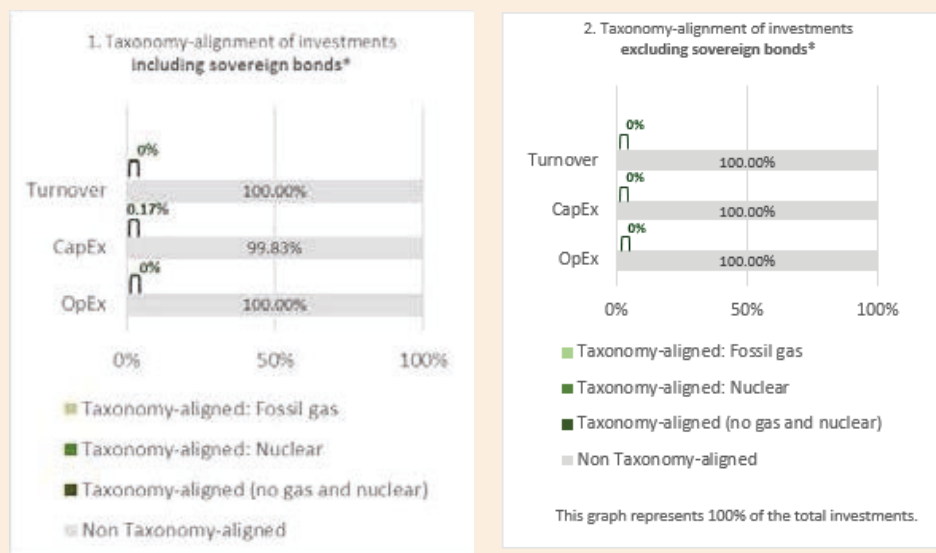 1. Taxonomy-alignment of investments
including sovereign bonds*
0%
Turnover
100.00%
0.17%
CapEx
99.83%
0%
OpEx
100.00%
0%
50%
100%
Taxonomy-aligned: Fossil gas
Taxonomy-aligned: Nuclear
Taxonomy-aligned (no gas and nuclear)
Non Taxonomy-aligned
2. Taxonomy-alignment of investments
excluding sovereign bonds*
0%
Turnover
100.00%
0%
CapEx
100.00%
0%
OpEx
100.00%
0%
50%
100%
Taxonomy-aligned: Fossil gas
Taxonomy-aligned: Nuclear
Taxonomy-aligned (no gas and nuclear)
Non Taxonomy-aligned
This graph represents 100% of the total investments.